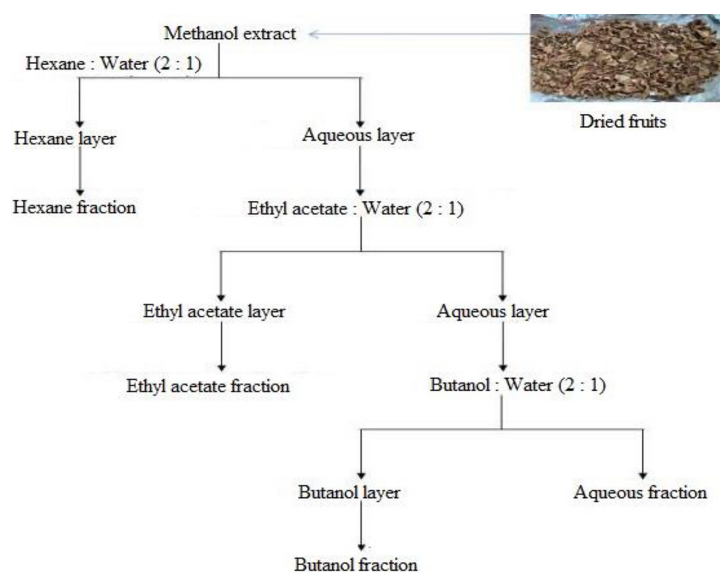 Methanol extract
Hexane : Water (2 : 1)
Dried fruits
Hexane layer
Aqueous layer
Hexane fraction
Ethyl acetate : Water (2 : 1)
Ethyl acetate layer
Aqueous layer
Ethyl acetate fraction
Butanol : Water (2 : 1)
Butanol layer
Aqueous fraction
Butanol fraction